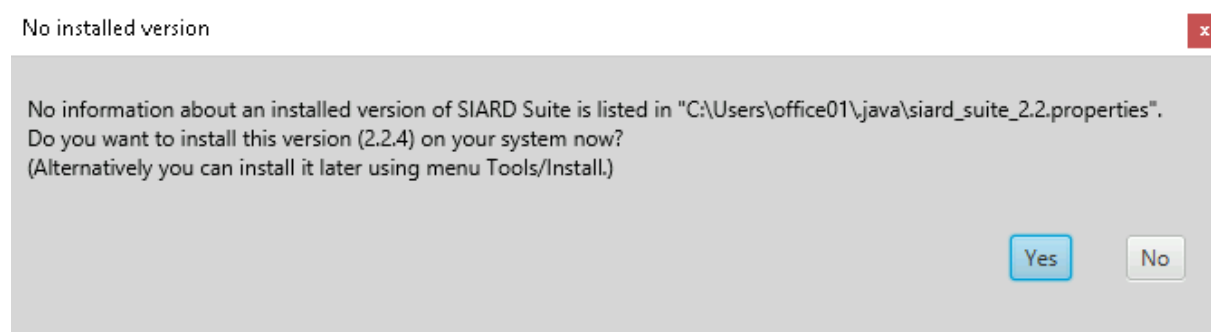 No installed version
x
No information about an installed version of SIARD Suite is listed in "C:\Users\office01\.java\siard_suite_2.2.properties".
Do you want to install this version (2.2.4) on your system now?
(Alternatively you can install it later using menu Tools/Install.)
Yes No